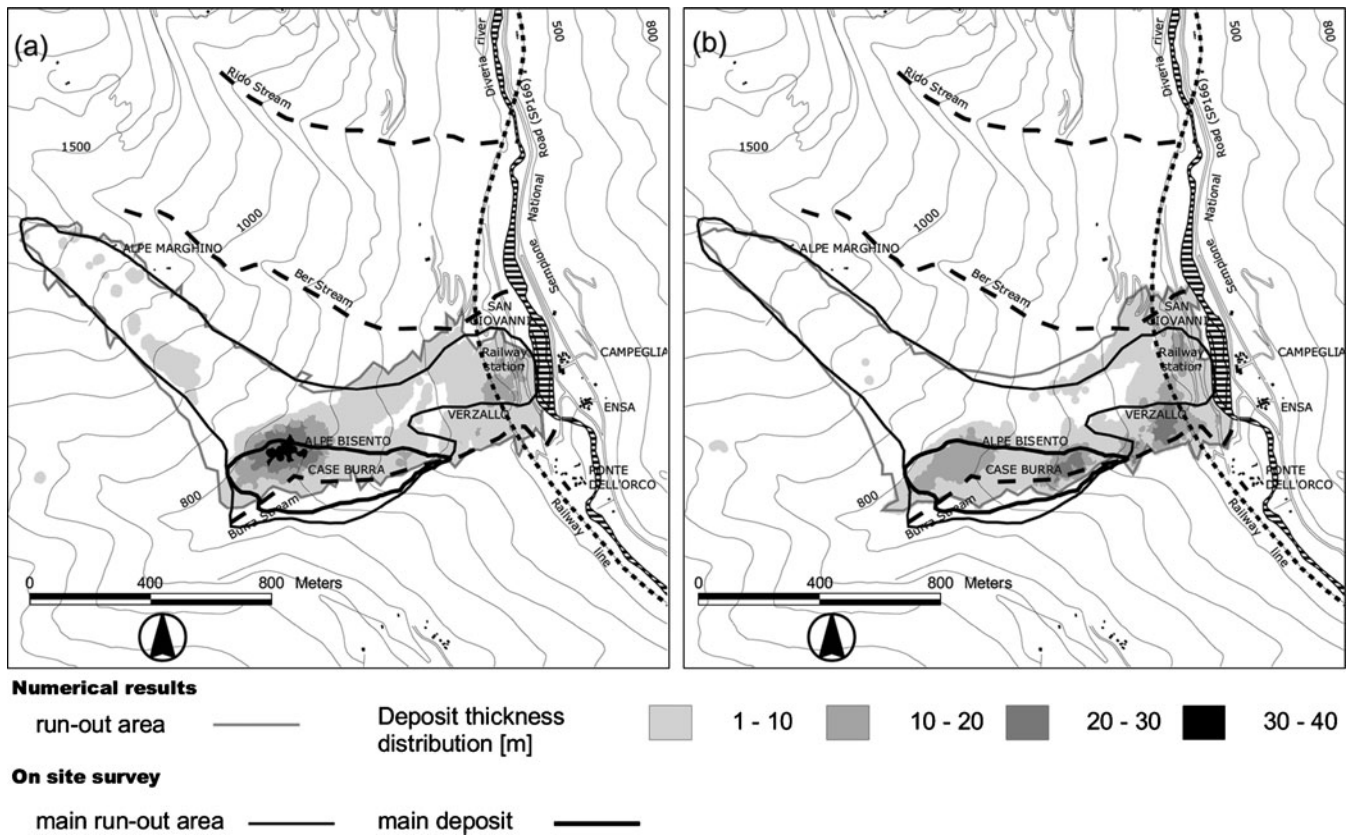 (a)
Rido Stream
Diveria river
Road (SP166)
500
800
1500
National
Sempione
1000
ALPE MARGHINO
Ber Stream
SAN
GIOVANNI
Railway
station
CAMPEGLIA
ENSA
VERZALLO
ALPE BISENTO
CASE BURRA
PONTE
DELL'ORCO
800
Burra Stream
Railway line
0 400 800 Meters
(b)
Rido Stream
Diveria river
Road (SP166)
500
800
1500
National
Sempione
1000
ALPE MARGHINO
Ber Stream
SAN
GIOVANNI
Railway
station
CAMPEGLIA
ENSA
VERZALLO
ALPE BISENTO
CASE BURRA
PONTE
DELL'ORCO
800
Burra Stream
Railway line
0 400 800 Meters
Numerical results
run-out area
Deposit thickness
distribution [m]
1 - 10
10 - 20
20 - 30
30 - 40
On site survey
main run-out area
main deposit